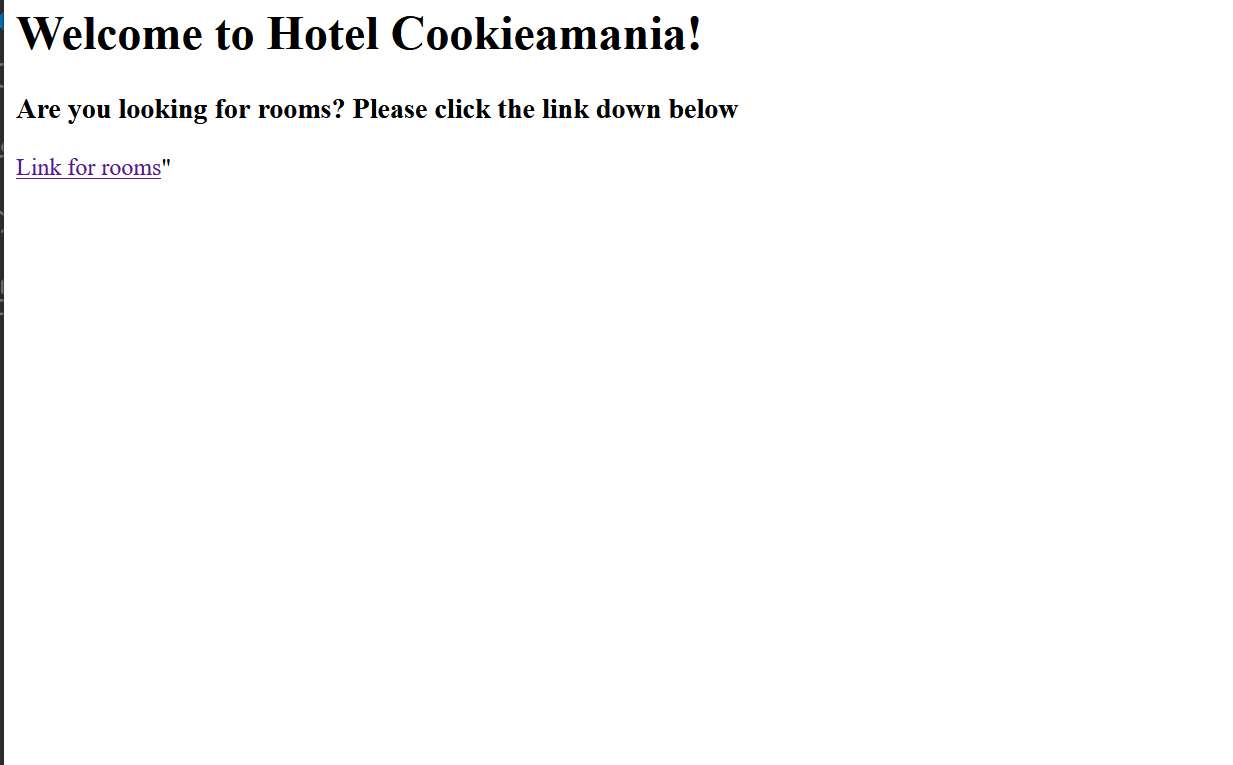 Welcome to Hotel Cookieamania!
Are you looking for rooms? Please click the link down below
Link for rooms"